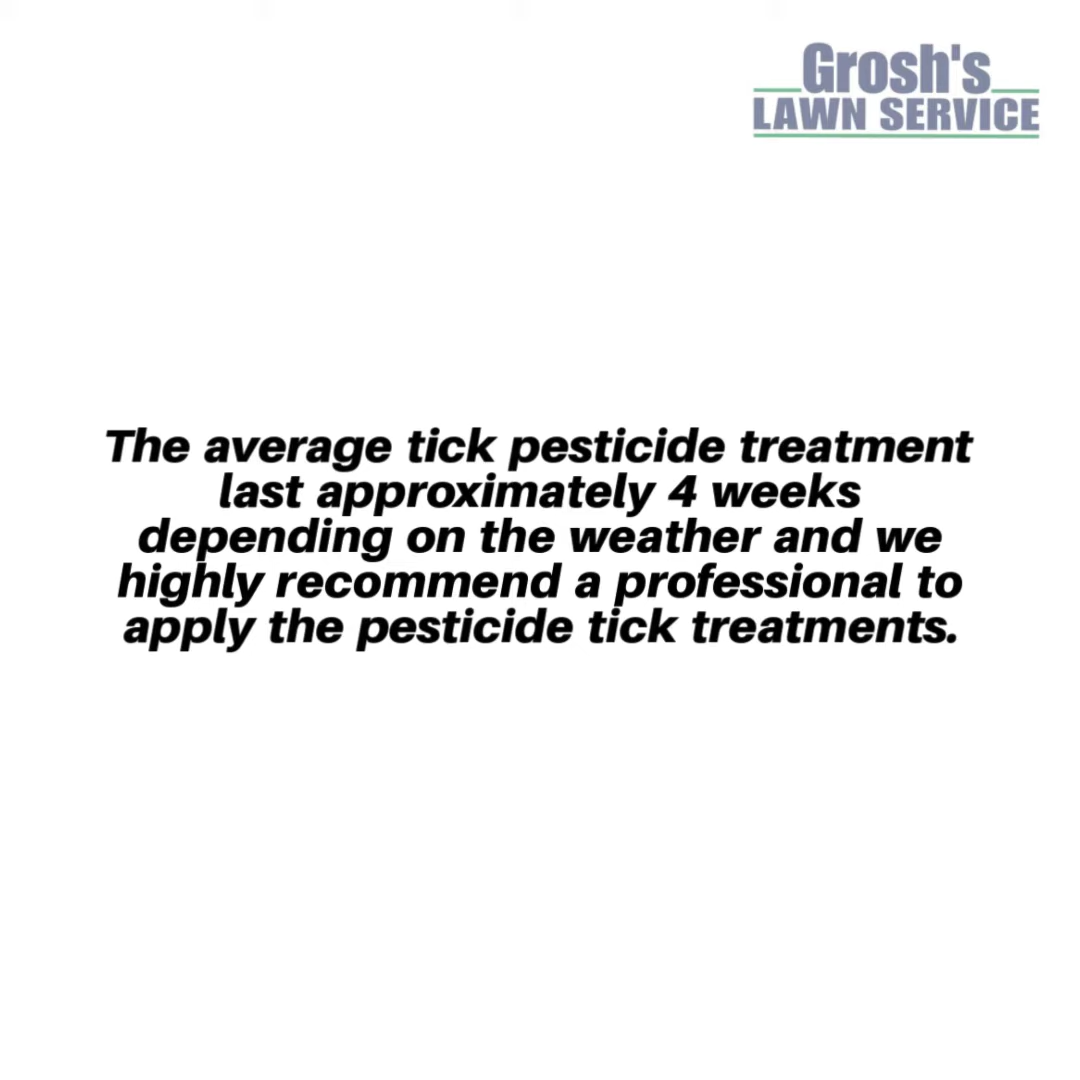 Grosh's
LAWN SERVICE
The average tick pesticide treatment
last approximately 4 weeks
depending on the weather and we
highly recommend a professional to
apply the pesticide tick treatments.